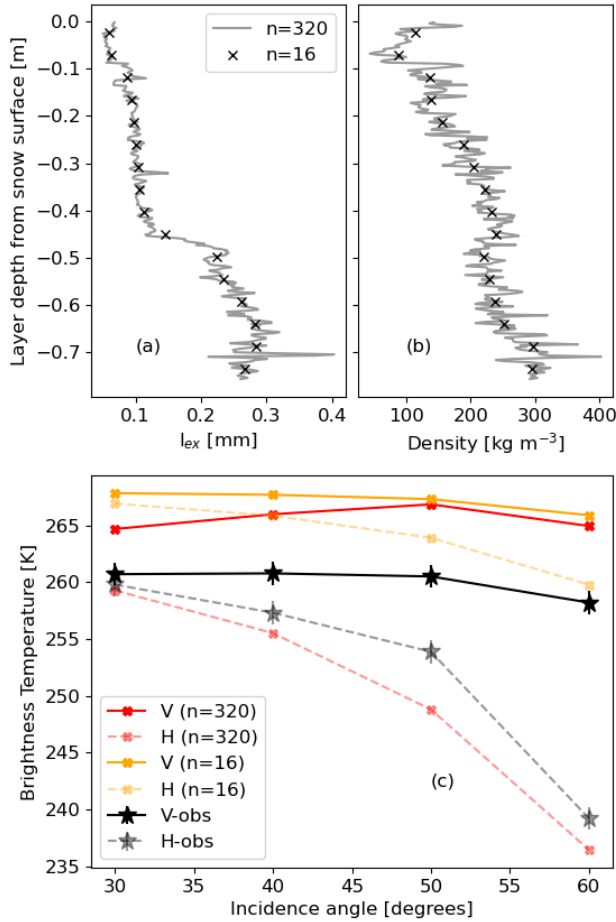 0.0
−0.1
−0.2
−0.3
−0.4
−0.5
−0.6
−0.7
Layer depth from snow surface [m]
n=320
n=16
(a)
0.1 0.2 0.3 0.4
l_ex [mm]
(b)
0 100 200 300 400
Density [kg m⁻³]
265
260
255
250
245
240
235
Brightness Temperature [K]
V (n=320)
H (n=320)
V (n=16)
H (n=16)
V-obs
H-obs
(c)
30 35 40 45 50 55 60
Incidence angle [degrees]